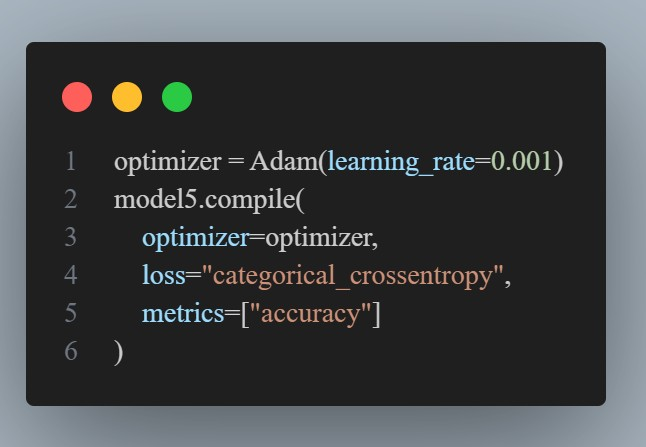 1 optimizer = Adam(learning_rate=0.001)
2 model5.compile(
3     optimizer=optimizer,
4     loss="categorical_crossentropy",
5     metrics=["accuracy"]
6 )